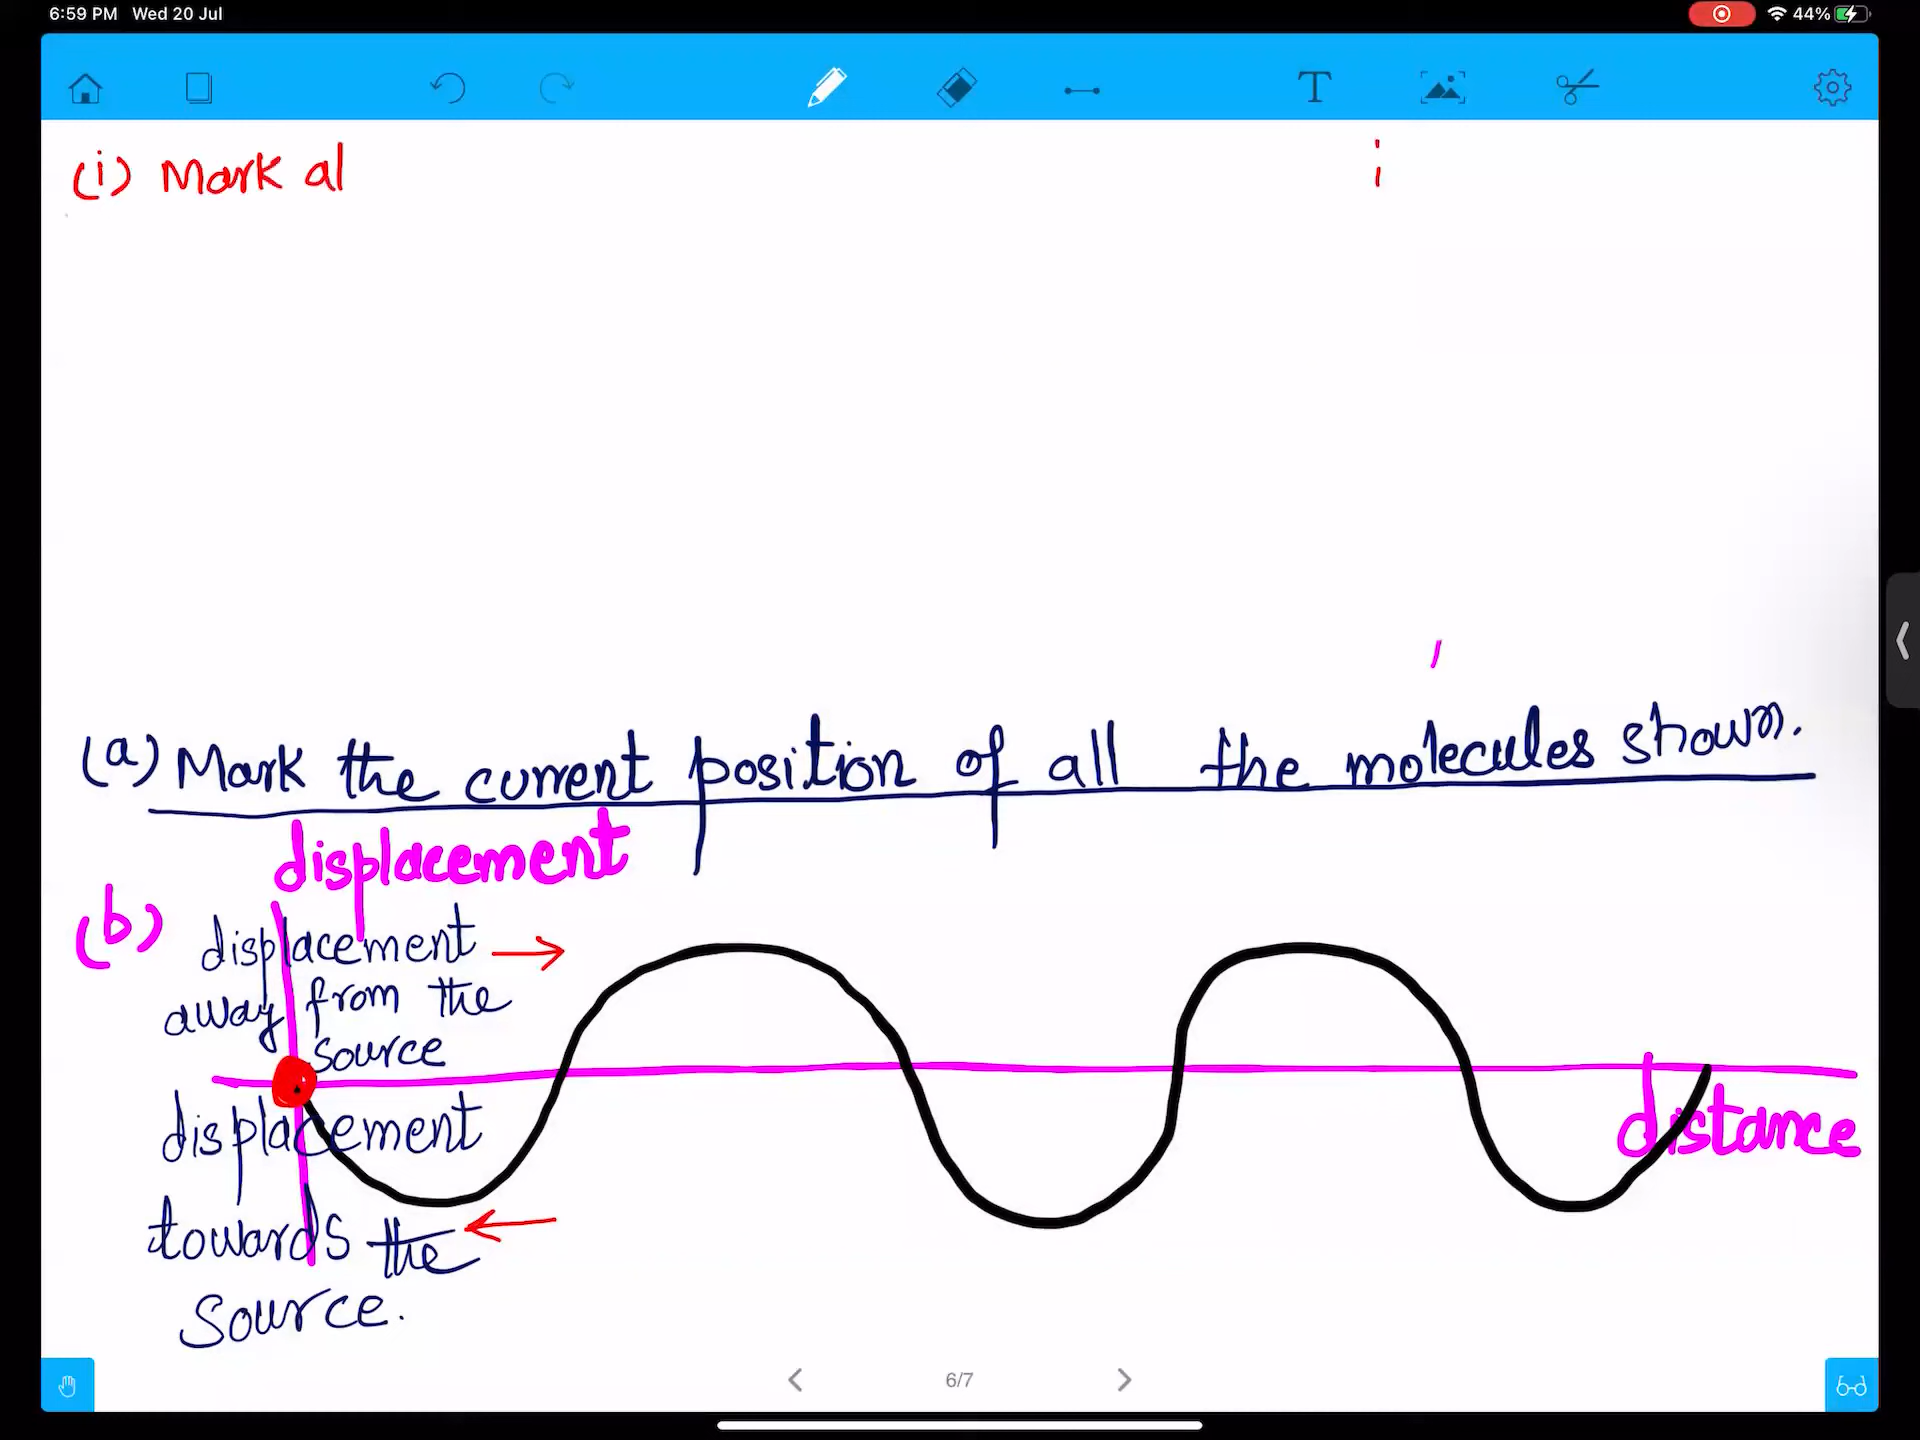 6:59 PM Wed 20 Jul
44%
T
(i) Mark al
i
(a) Mark the current position of all the molecules shown.
displacement
(b)
displacement
away from the
source
displacement
distance
towards the
source.
6/7